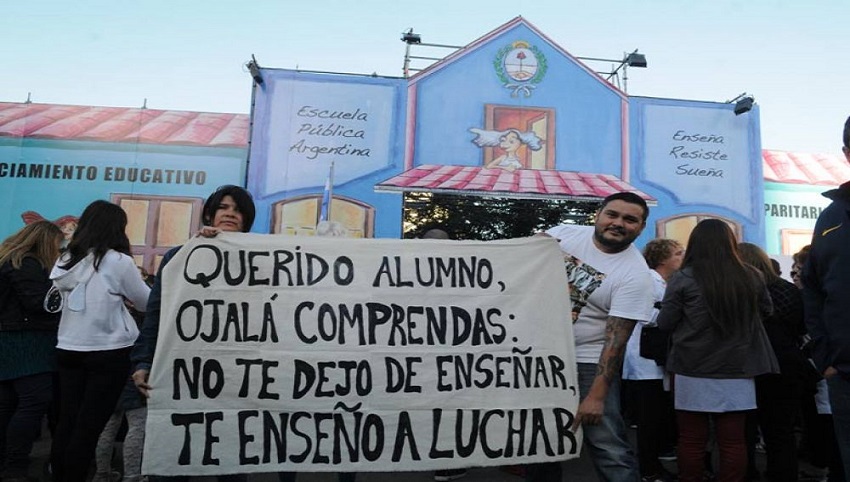 Escuela
Pública
Argentina
Enseña
Resiste
Sueña
CIAMIENTO EDUCATIVO
PARITARI
QUERIDO ALUMNO,
OJALÁ COMPRENDAS:
NO TE DEJO DE ENSEÑAR,
TE ENSEÑO A LUCHAR